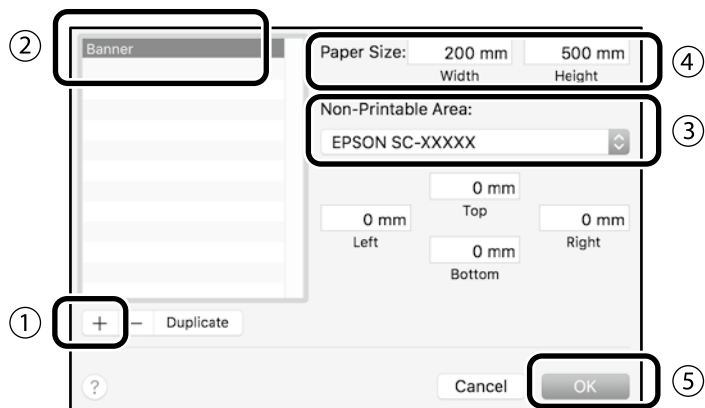 ②
Banner
Paper Size: 200 mm 500 mm
Width Height
④
Non-Printable Area:
EPSON SC-XXXXX
③
0 mm
Top
0 mm 0 mm
Left Right
0 mm
Bottom
①
+ − Duplicate
? Cancel OK
⑤